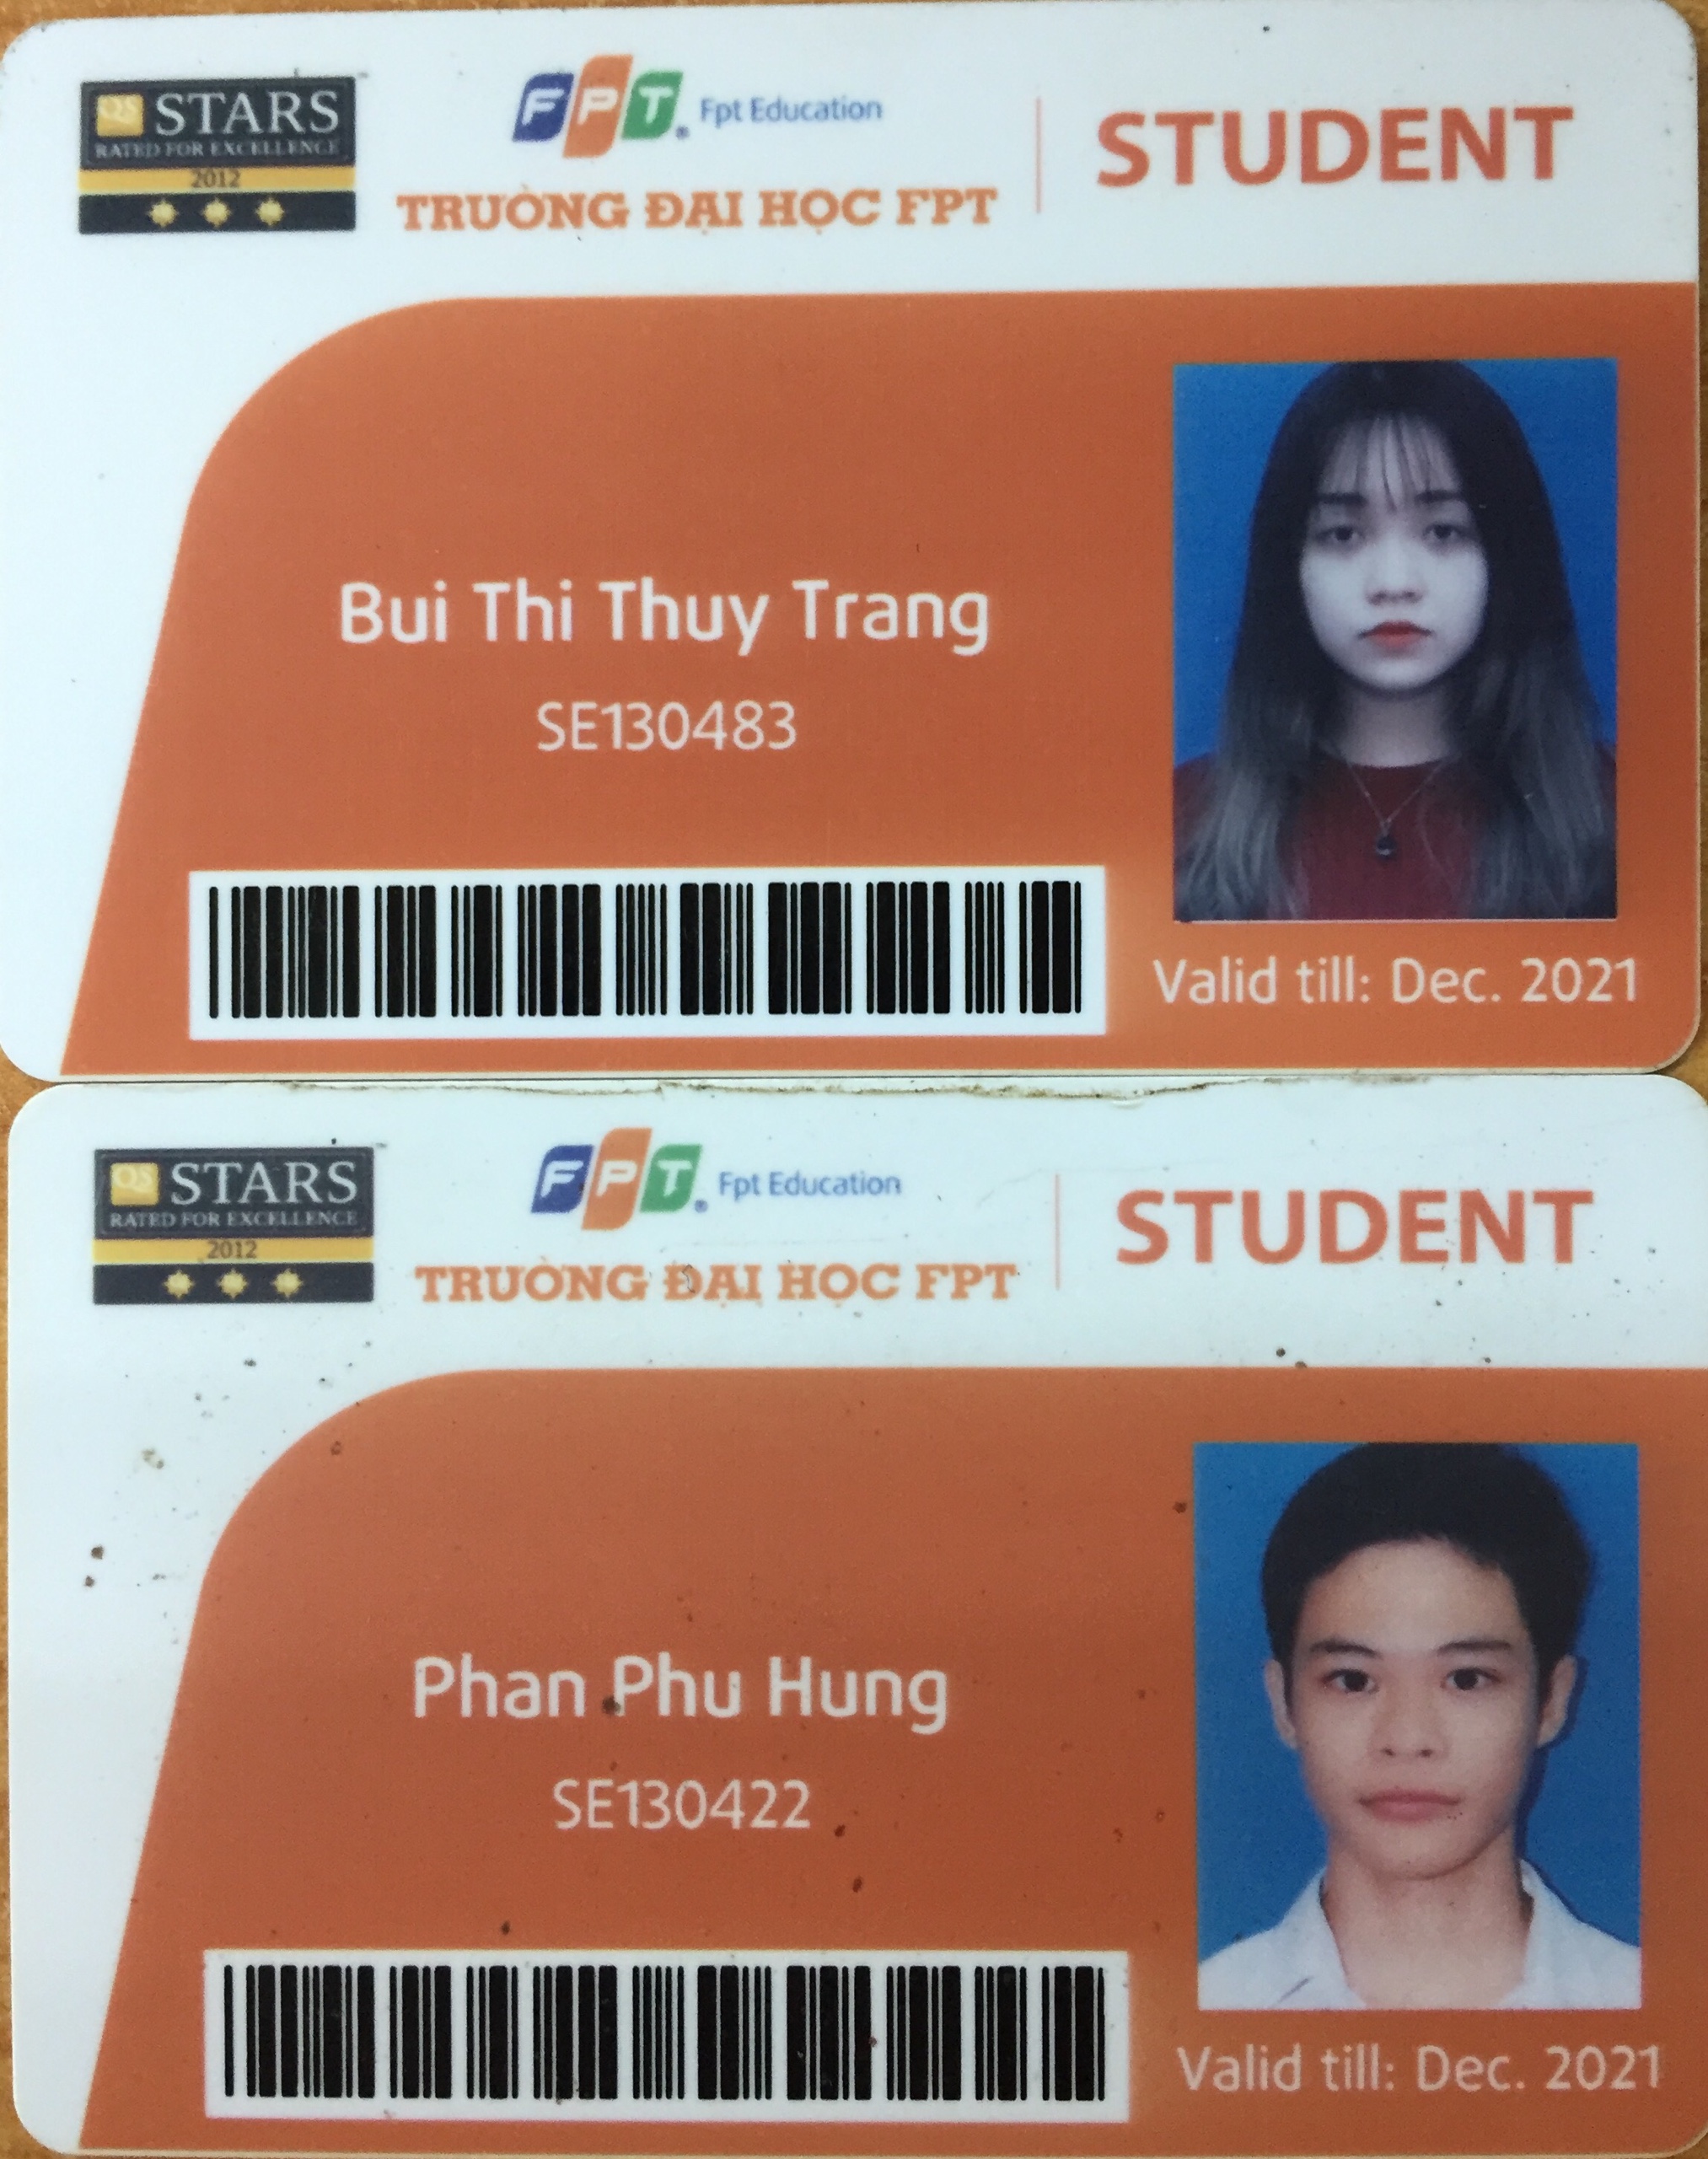 QS STARS
RATED FOR EXCELLENCE
2012
FPT Fpt Education
TRƯỜNG ĐẠI HỌC FPT
STUDENT
Bui Thi Thuy Trang
SE130483
Valid till: Dec. 2021
QS STARS
RATED FOR EXCELLENCE
2012
FPT Fpt Education
TRƯỜNG ĐẠI HỌC FPT
STUDENT
Phan Phu Hung
SE130422
Valid till: Dec. 2021